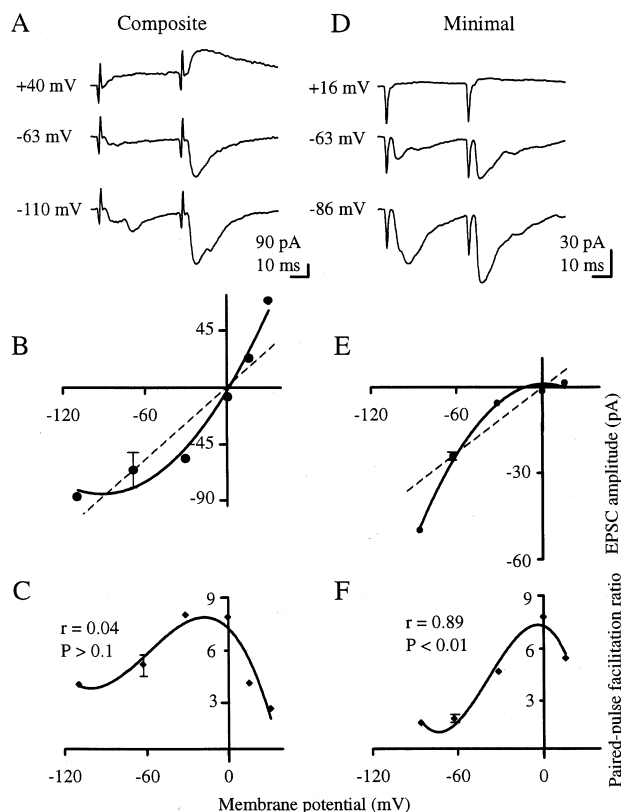 A
Composite
+40 mV
-63 mV
-110 mV
90 pA
10 ms
D
Minimal
+16 mV
-63 mV
-86 mV
30 pA
10 ms
B
45
-120
-60
0
-45
-90
E
-120
-60
0
-30
-60
EPSC amplitude (pA)
C
r = 0.04
P > 0.1
9
6
3
-120
-60
0
F
r = 0.89
P < 0.01
9
6
3
-120
-60
0
Paired-pulse facilitation ratio
Membrane potential (mV)